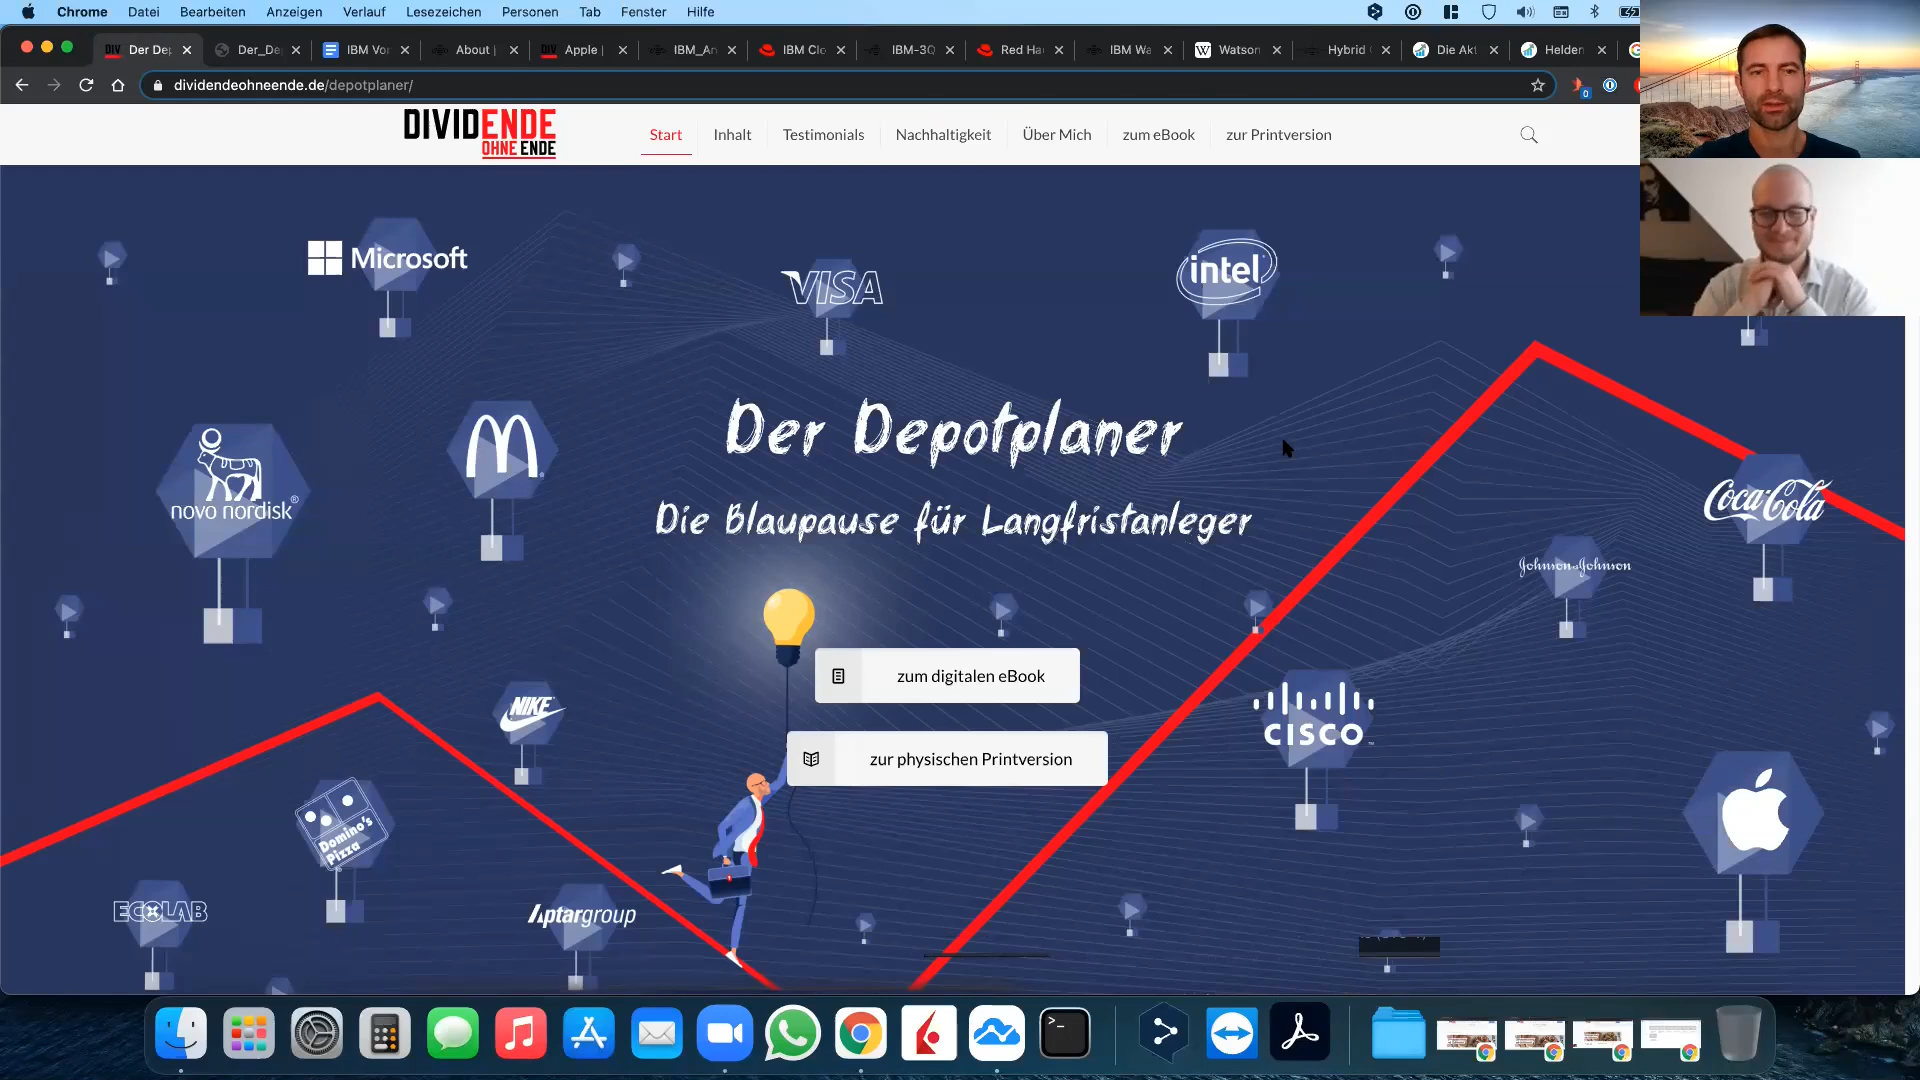 Chrome Datei Bearbeiten Anzeigen Verlauf Lesezeichen Personen Tab Fenster Hilfe
Der Dep Der_De IBM Vor About | Apple | IBM_An IBM Clo IBM-3Q Red Ha IBM Wa Watson Hybrid Die Akt Helden
dividendeohneende.de/depotplaner/
0
DIVIDENDE
OHNE ENDE
Start Inhalt Testimonials Nachhaltigkeit Über Mich zum eBook zur Printversion
Microsoft
VISA
intel
Der Depotplaner
novo nordisk®
Coca-Cola
Die Blaupause für Langfristanleger
Johnson&Johnson
zum digitalen eBook
NIKE
CISCO
zur physischen Printversion
Domino's
Pizza
ECOLAB
Aptargroup